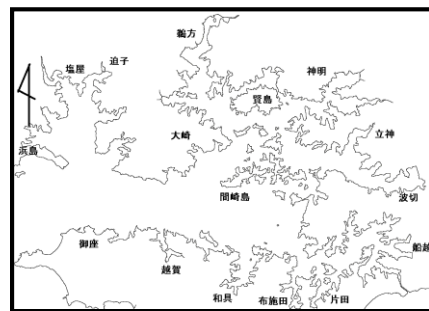 鵜方
迫子
塩屋
神明
賢島
大崎
立神
浜島
間崎島
波切
御座
船越
越賀
和具
布施田
片田